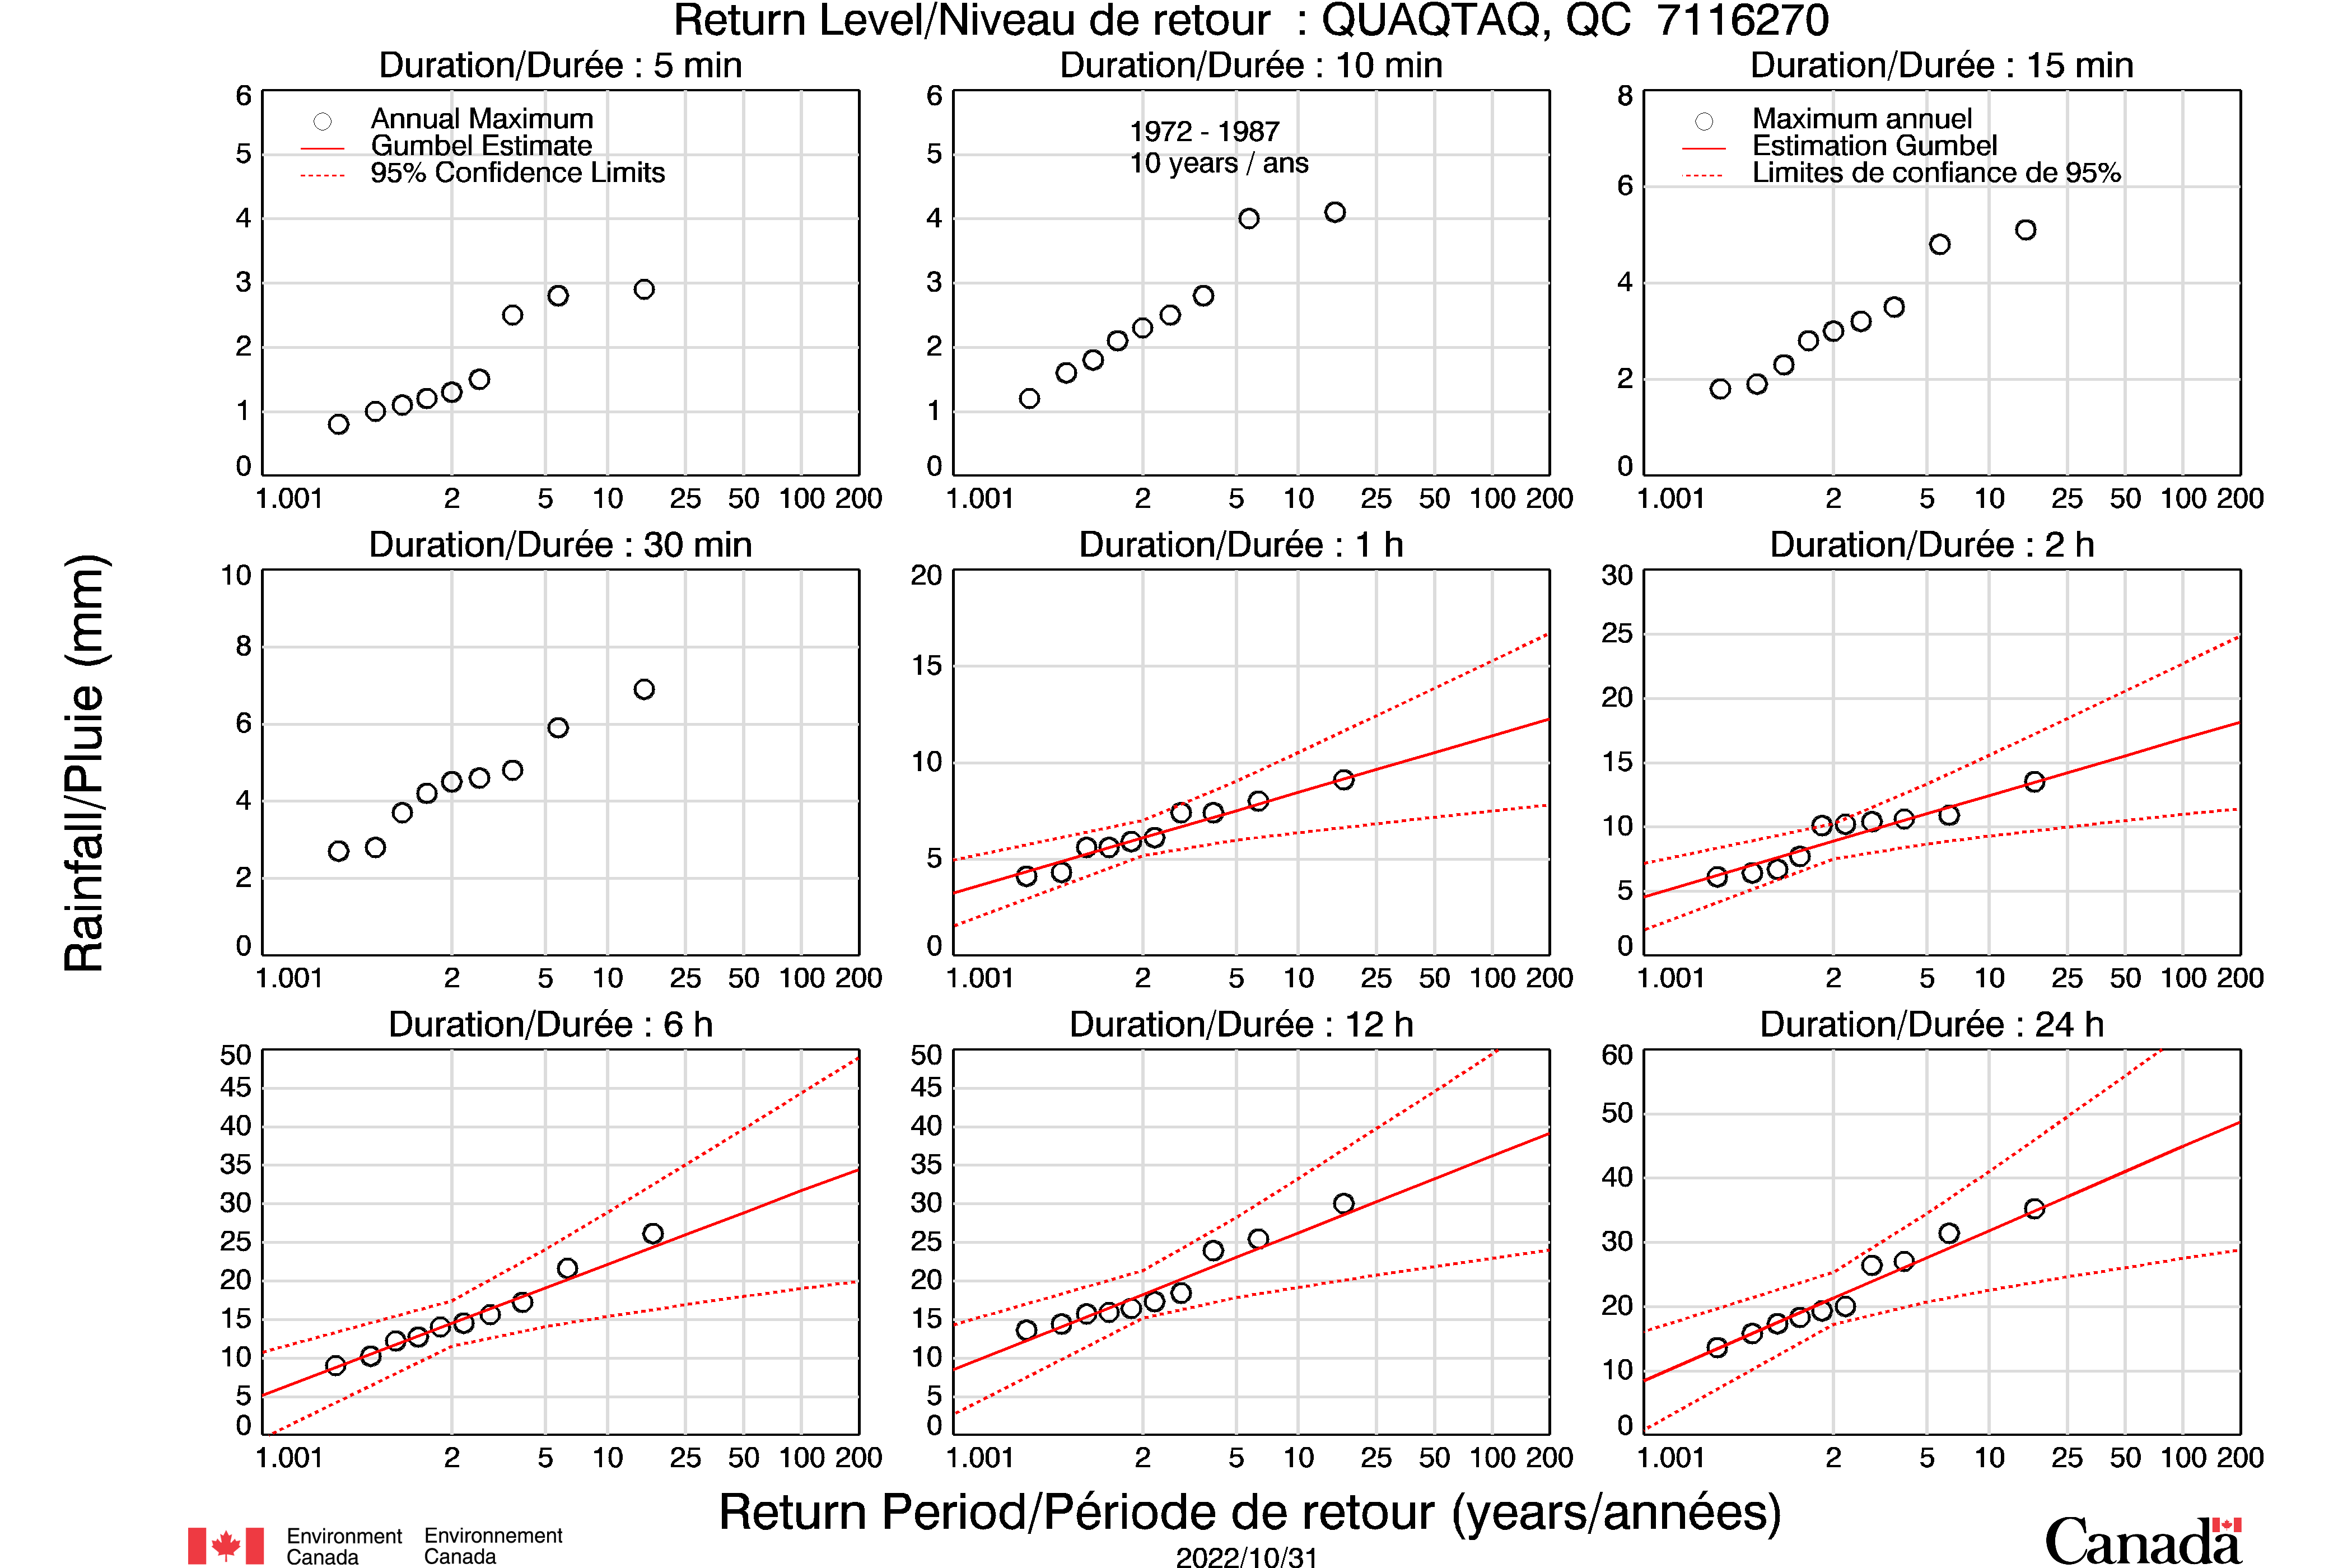 Return Level/Niveau de retour : QUAQTAQ, QC 7116270
Duration/Durée : 5 min
6
5
4
3
2
1
0
Annual Maximum
Gumbel Estimate
95% Confidence Limits
1.001 2 5 10 25 50 100 200
Duration/Durée : 10 min
6
5
4
3
2
1
0
1972 - 1987
10 years / ans
1.001 2 5 10 25 50 100 200
Duration/Durée : 15 min
8
6
4
2
0
Maximum annuel
Estimation Gumbel
Limites de confiance de 95%
1.001 2 5 10 25 50 100 200
Rainfall/Pluie (mm)
Duration/Durée : 30 min
10
8
6
4
2
0
1.001 2 5 10 25 50 100 200
Duration/Durée : 1 h
20
15
10
5
0
1.001 2 5 10 25 50 100 200
Duration/Durée : 2 h
30
25
20
15
10
5
0
1.001 2 5 10 25 50 100 200
Duration/Durée : 6 h
50
45
40
35
30
25
20
15
10
5
0
1.001 2 5 10 25 50 100 200
Duration/Durée : 12 h
50
45
40
35
30
25
20
15
10
5
0
1.001 2 5 10 25 50 100 200
Duration/Durée : 24 h
60
50
40
30
20
10
0
1.001 2 5 10 25 50 100 200
Return Period/Période de retour (years/années)
Environment
Canada
Environnement
Canada
2022/10/31
Canada